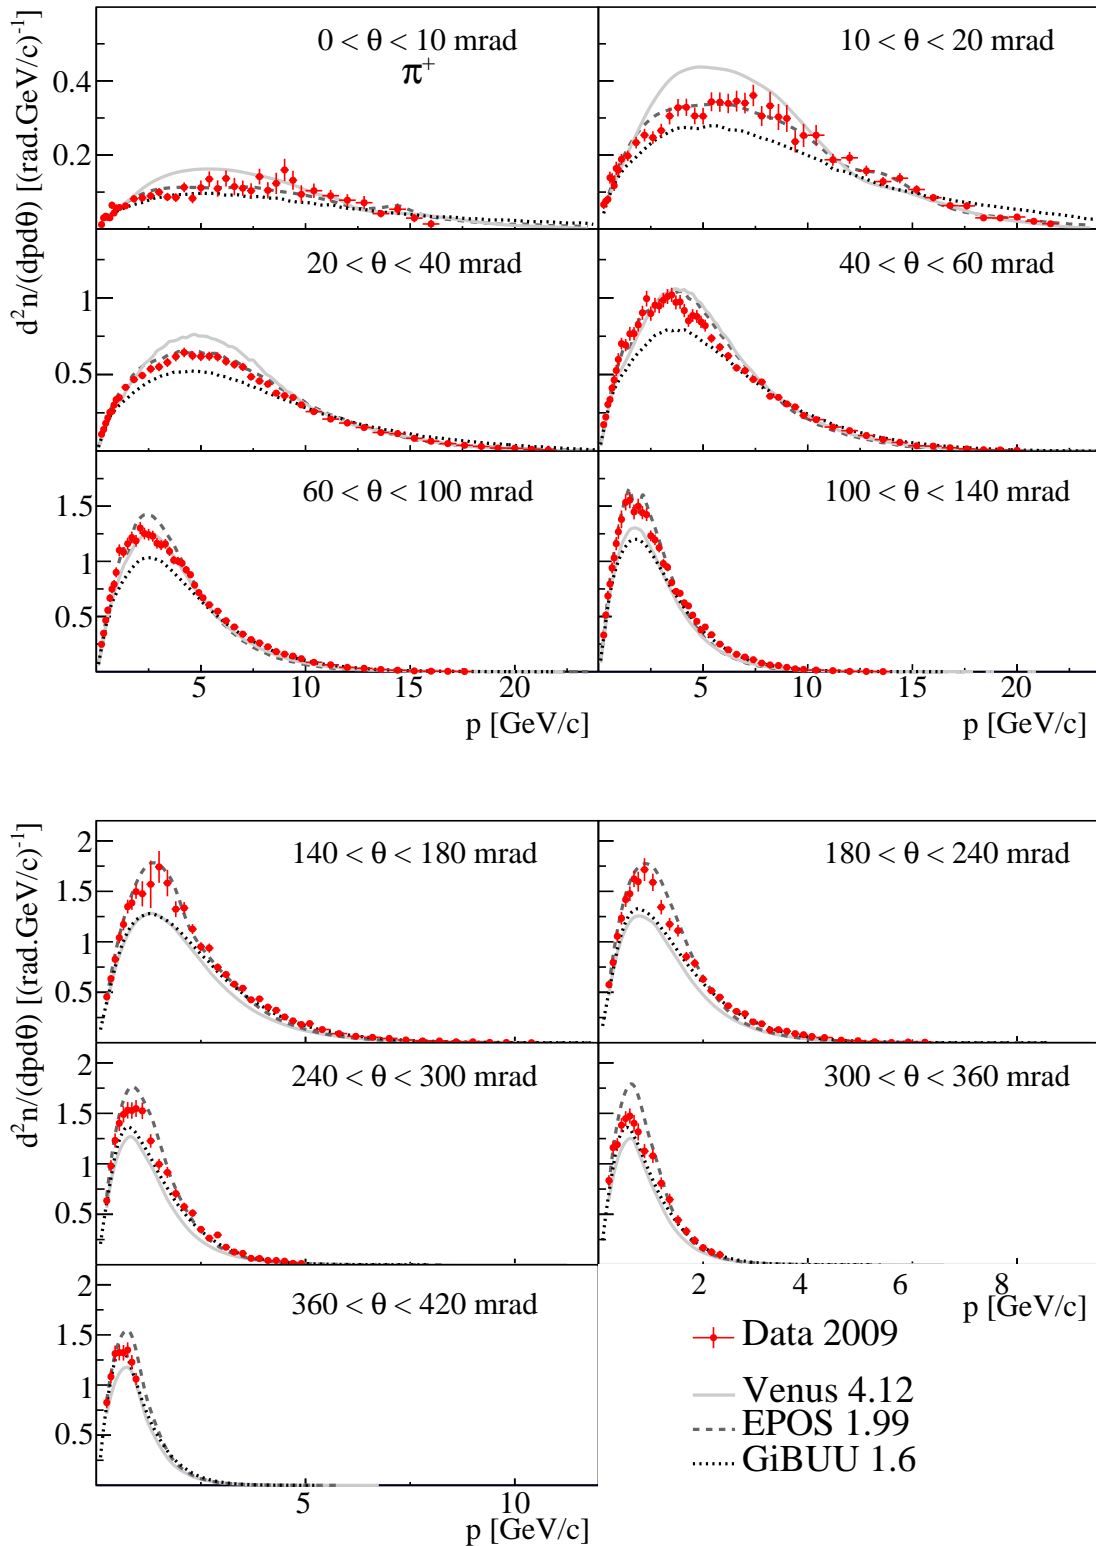 0 < θ < 10 mrad
π⁺
10 < θ < 20 mrad
d²n/(dpdθ) [(rad.GeV/c)⁻¹]
0.4
0.2
20 < θ < 40 mrad
40 < θ < 60 mrad
1
0.5
60 < θ < 100 mrad
100 < θ < 140 mrad
1.5
1
0.5
5 10 15 20
5 10 15 20
p [GeV/c]
p [GeV/c]
d²n/(dpdθ) [(rad.GeV/c)⁻¹]
140 < θ < 180 mrad
180 < θ < 240 mrad
2
1.5
1
0.5
240 < θ < 300 mrad
300 < θ < 360 mrad
2
1.5
1
0.5
2 4 6 8
p [GeV/c]
360 < θ < 420 mrad
2
1.5
1
0.5
5 10
p [GeV/c]
Data 2009
Venus 4.12
EPOS 1.99
GiBUU 1.6